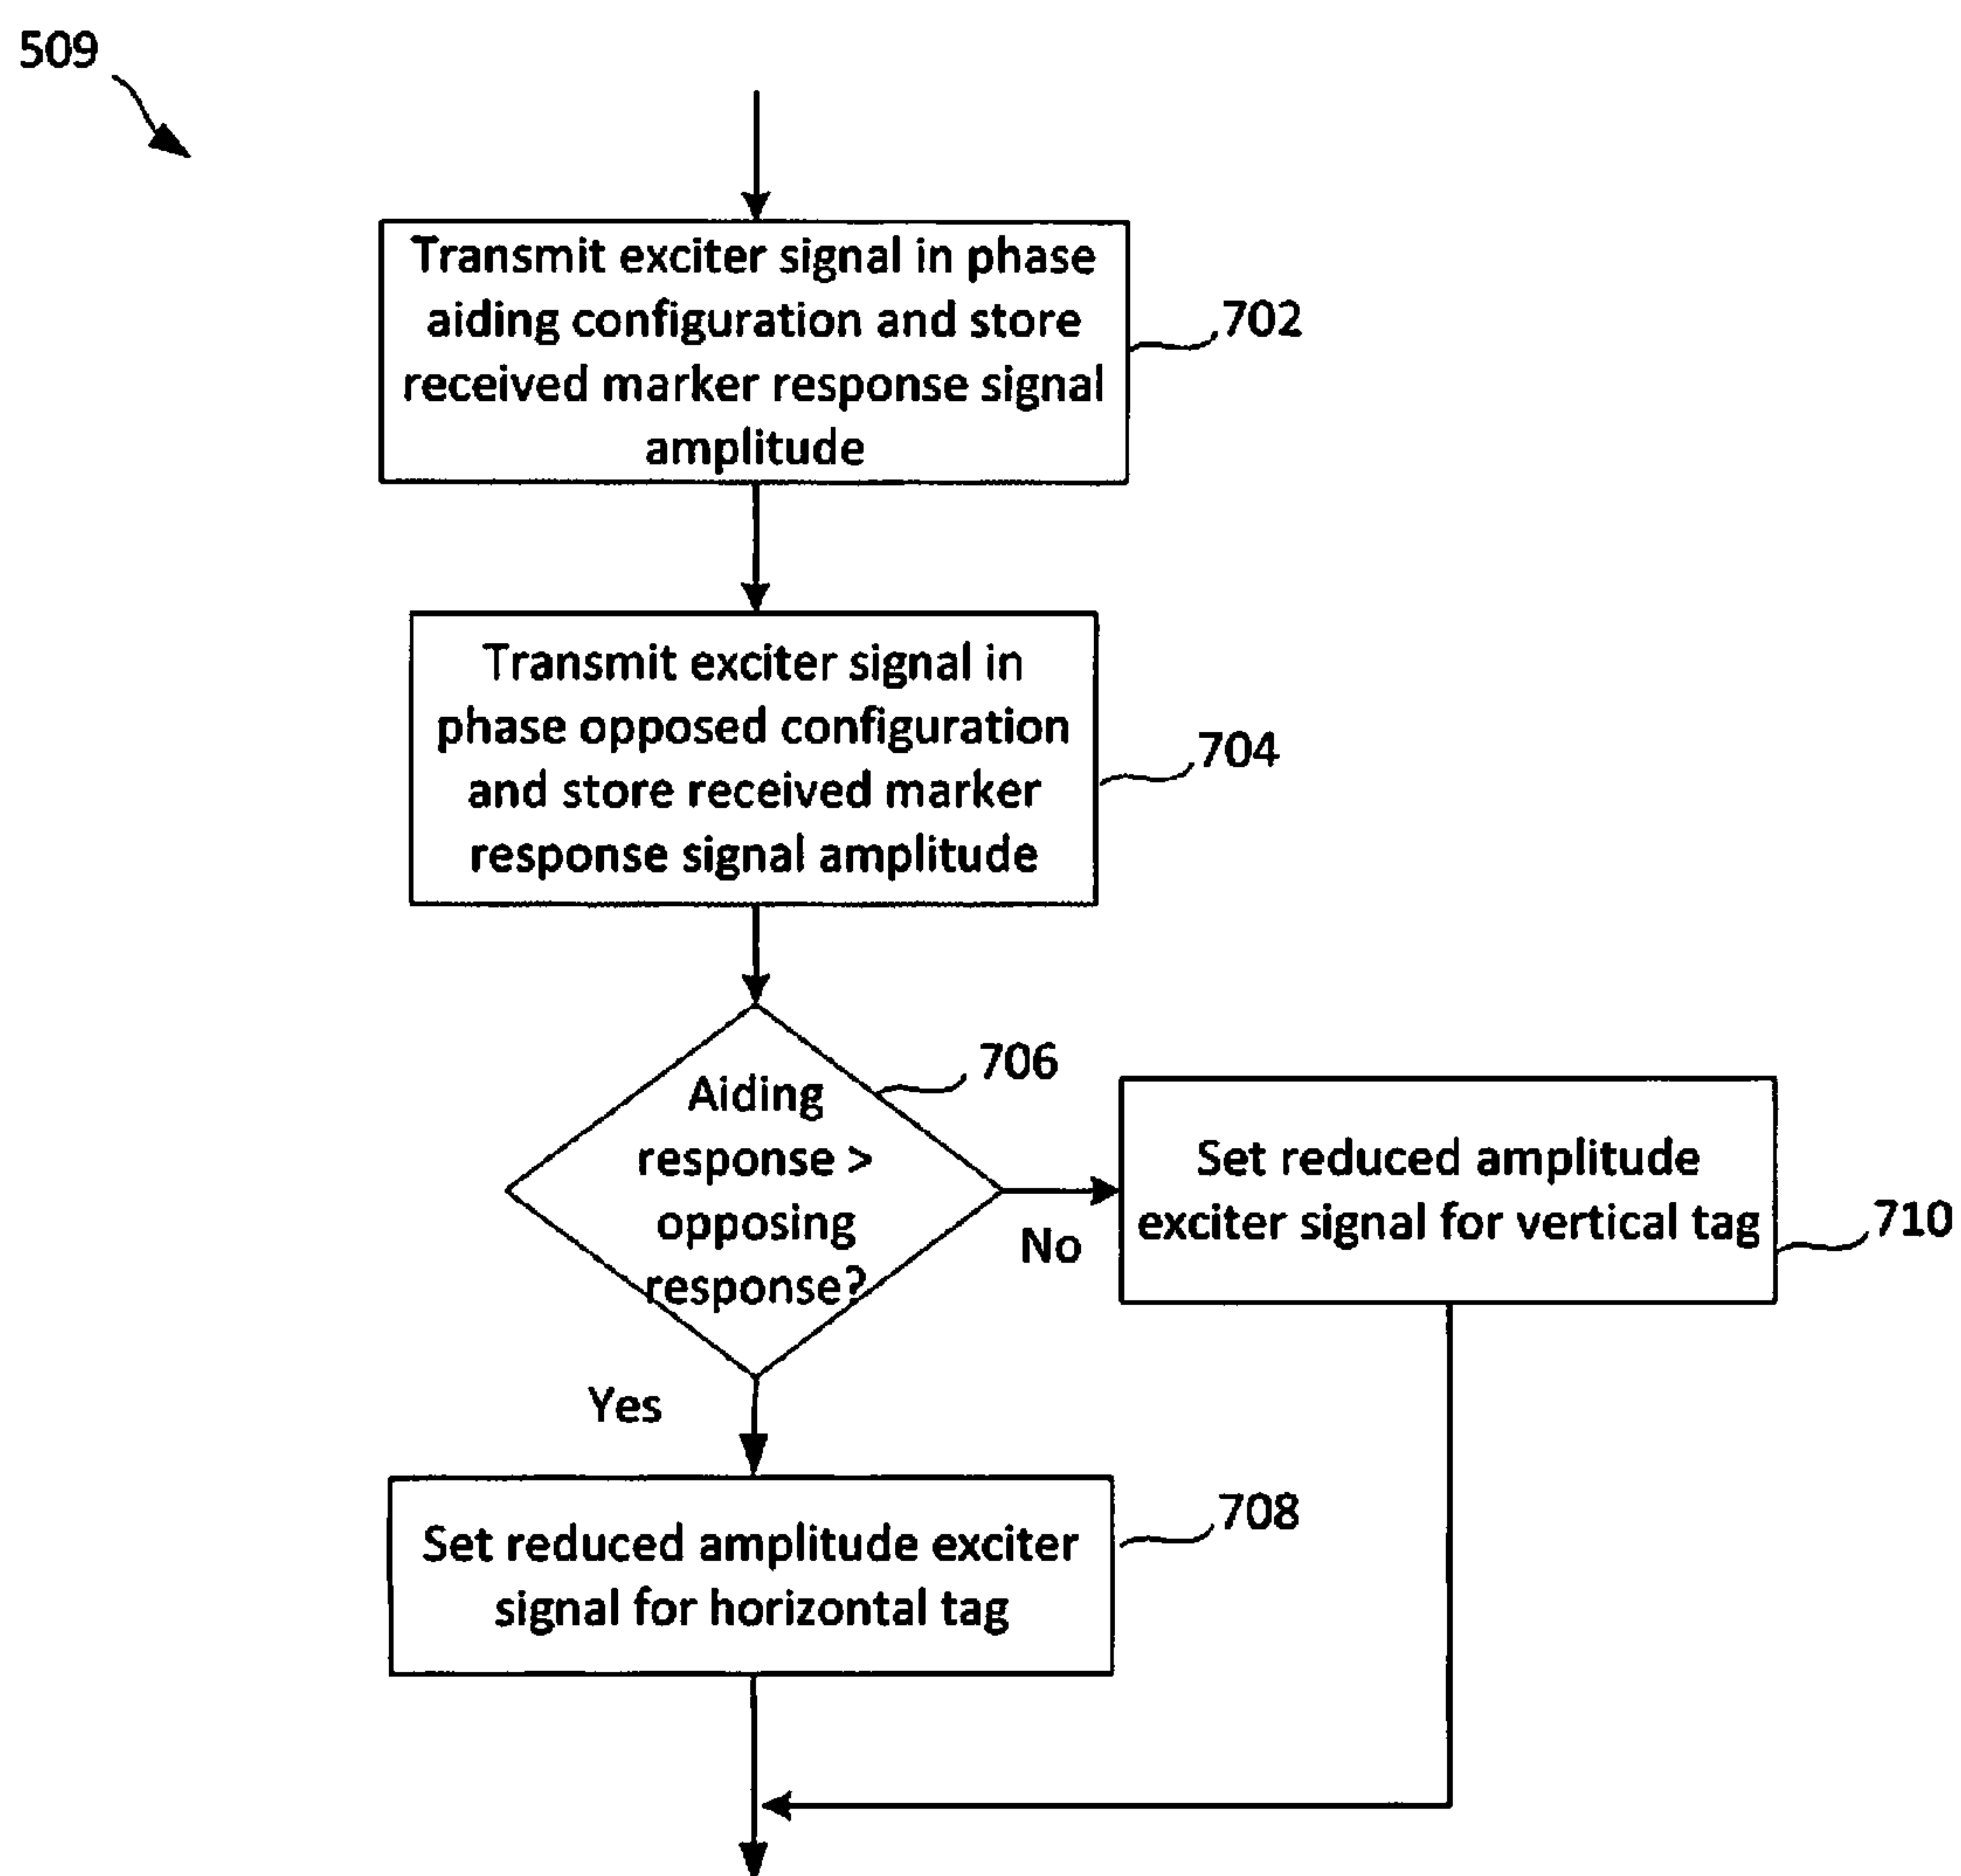 509
Transmit exciter signal in phase
aiding configuration and store
received marker response signal
amplitude
702
Transmit exciter signal in
phase opposed configuration
and store received marker
response signal amplitude
704
Aiding
response >
opposing
response?
706
No
Set reduced amplitude
exciter signal for vertical tag
710
Yes
Set reduced amplitude exciter
signal for horizontal tag
708